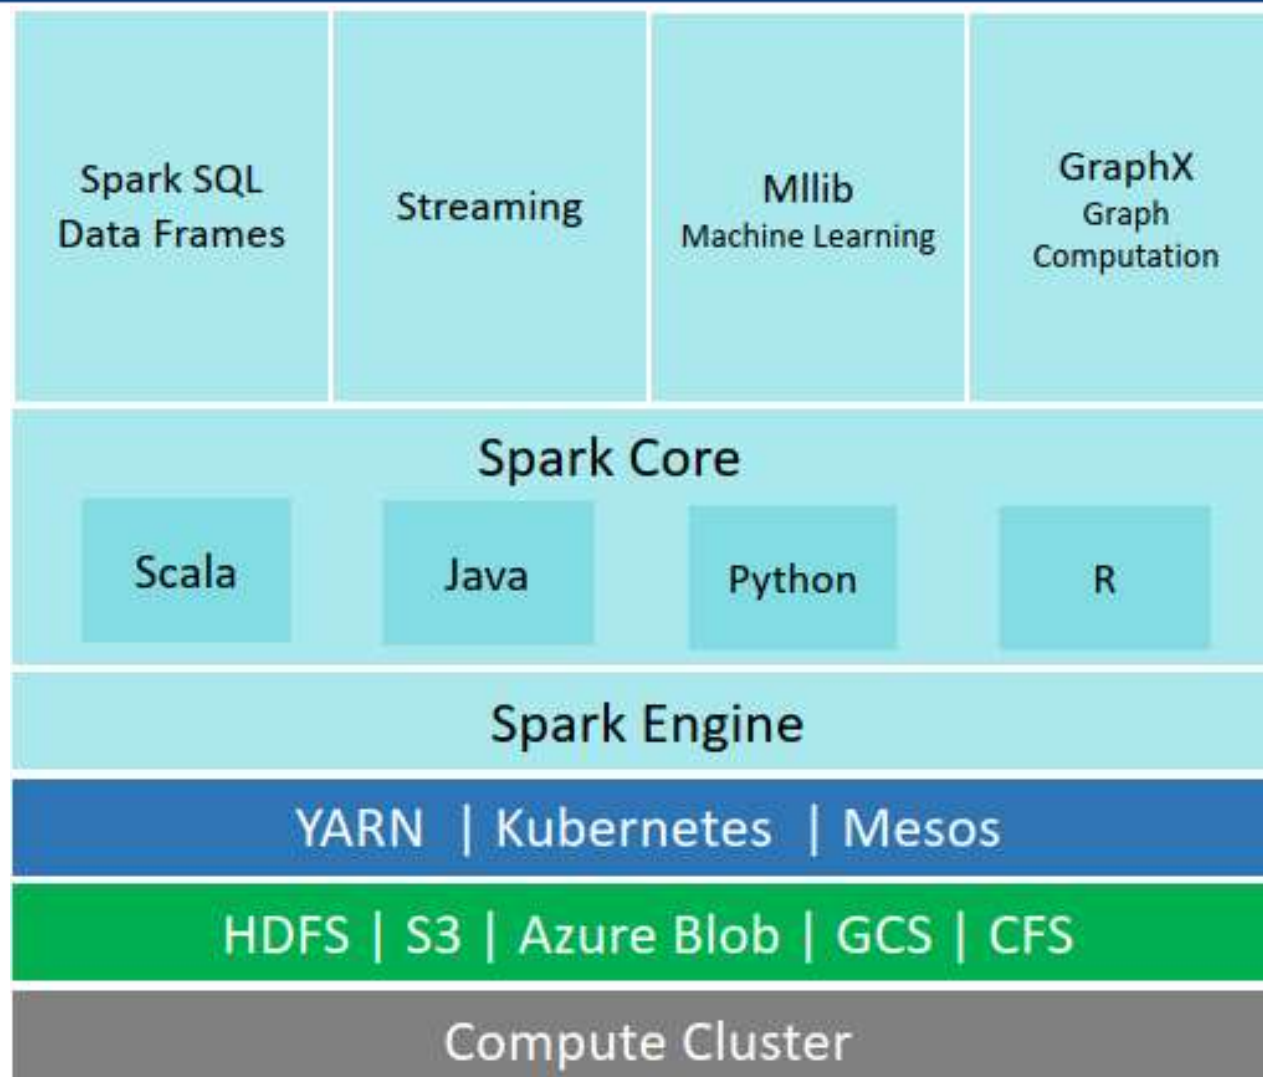 Spark SQL
Data Frames
Streaming
Mllib
Machine Learning
GraphX
Graph
Computation
Spark Core
Scala
Java
Python
R
Spark Engine
YARN | Kubernetes | Mesos
HDFS | S3 | Azure Blob | GCS | CFS
Compute Cluster